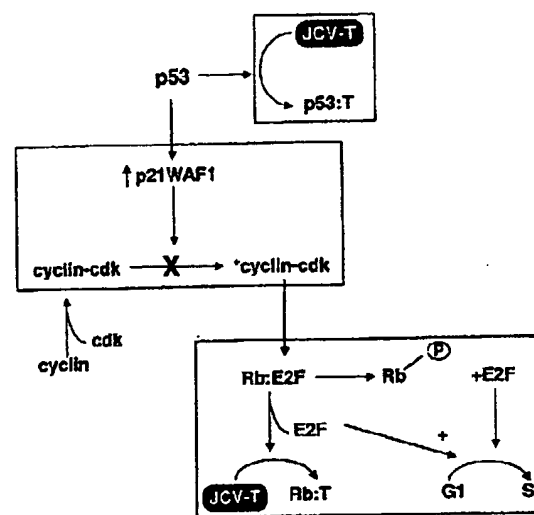 JCV-T
p53
p53:T
↑ p21WAF1
cyclin-cdk X *cyclin-cdk
cdk
cyclin
P
Rb:E2F Rb +E2F
E2F +
JCV-T Rb:T G1 S